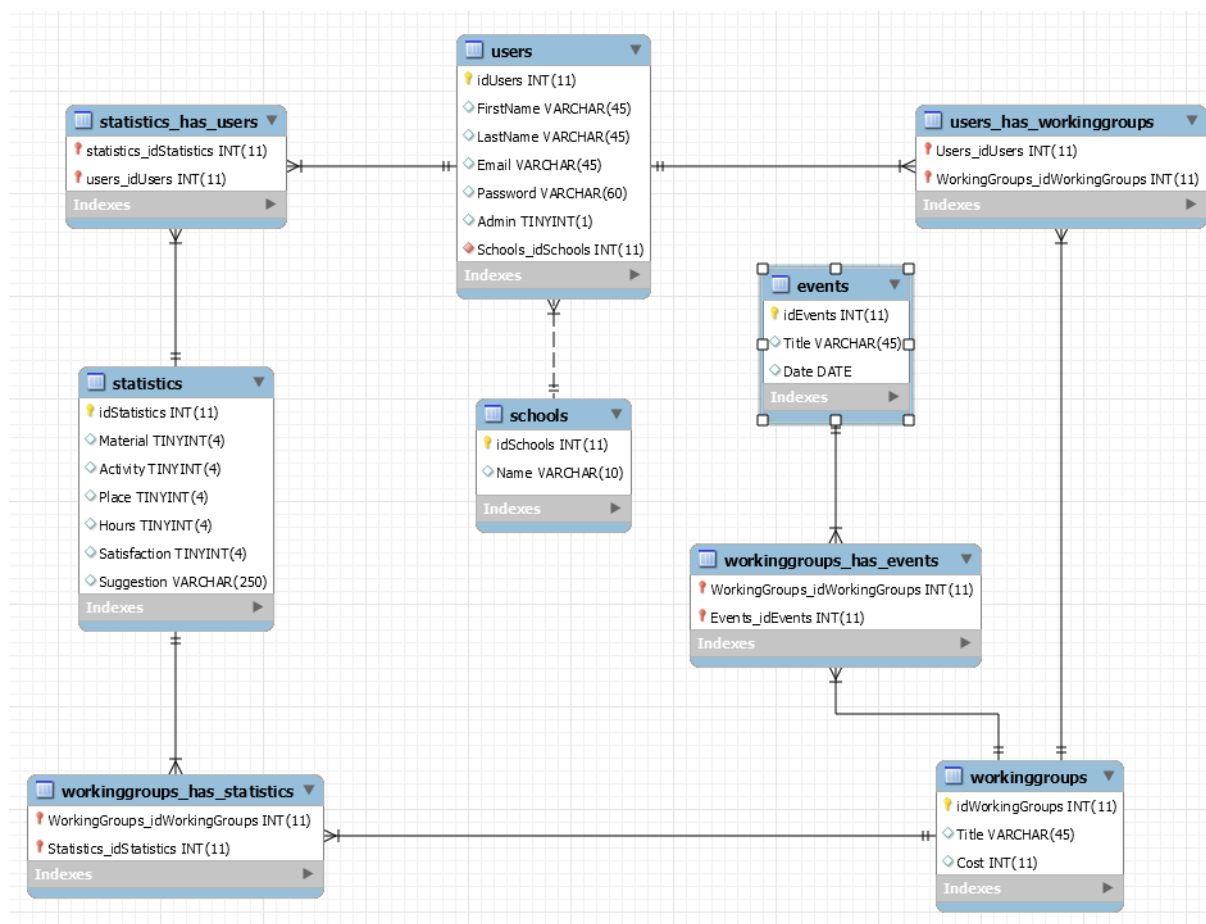 users
idUsers INT(11)
FirstName VARCHAR(45)
LastName VARCHAR(45)
Email VARCHAR(45)
Password VARCHAR(60)
Admin TINYINT(1)
Schools_idSchools INT(11)
Indexes
statistics_has_users
statistics_idStatistics INT(11)
users_idUsers INT(11)
Indexes
users_has_workinggroups
Users_idUsers INT(11)
WorkingGroups_idWorkingGroups INT(11)
Indexes
events
idEvents INT(11)
Title VARCHAR(45)
Date DATE
Indexes
statistics
idStatistics INT(11)
Material TINYINT(4)
Activity TINYINT(4)
Place TINYINT(4)
Hours TINYINT(4)
Satisfaction TINYINT(4)
Suggestion VARCHAR(250)
Indexes
schools
idSchools INT(11)
Name VARCHAR(10)
Indexes
workinggroups_has_events
WorkingGroups_idWorkingGroups INT(11)
Events_idEvents INT(11)
Indexes
workinggroups_has_statistics
WorkingGroups_idWorkingGroups INT(11)
Statistics_idStatistics INT(11)
Indexes
workinggroups
idWorkingGroups INT(11)
Title VARCHAR(45)
Cost INT(11)
Indexes